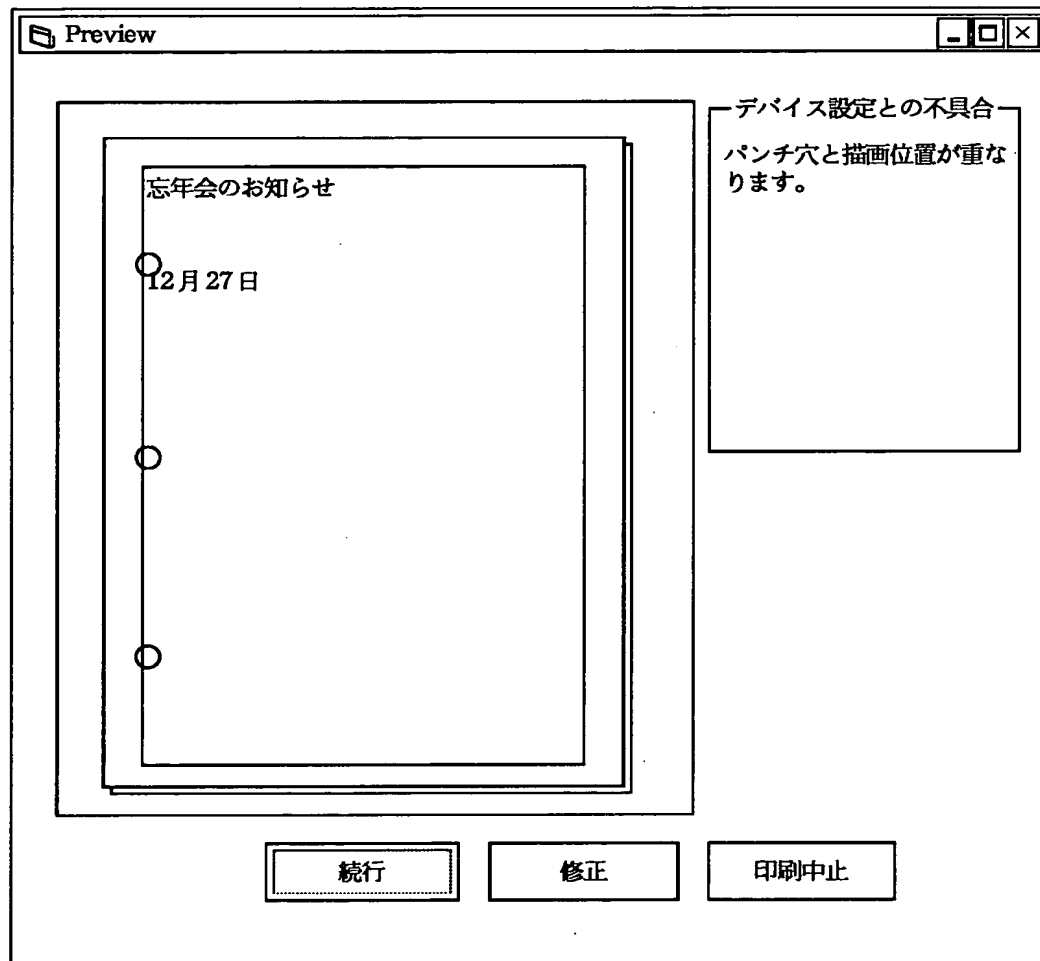 Preview
忘年会のお知らせ
12月27日
デバイス設定との不具合
パンチ穴と描画位置が重な
ります。
続行
修正
印刷中止